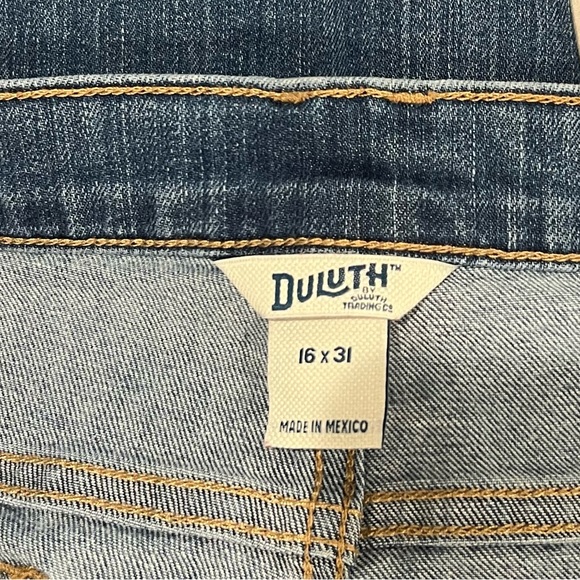 DULUTH™
BY
DULUTH
TRADING CO
16 x 31
MADE IN MEXICO